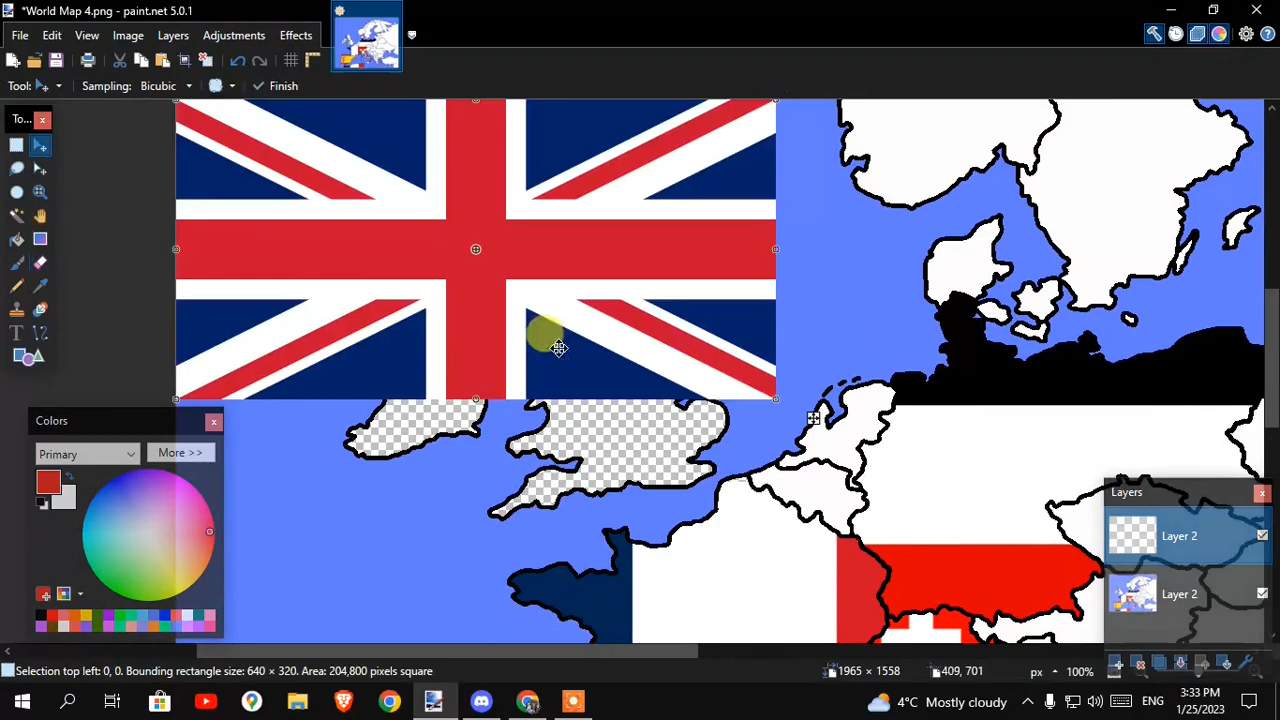 *World Map 4.png - paint.net 5.0.1
File Edit View Image Layers Adjustments Effects
Tool: Sampling: Bicubic Finish
To...
Colors
Primary More >>
Layers
Layer 2
Layer 2
Selection top left: 0, 0. Bounding rectangle size: 640 × 320. Area: 204,800 pixels square 1965 × 1558 409, 701 px 100%
4°C Mostly cloudy ENG 3:33 PM
1/25/2023